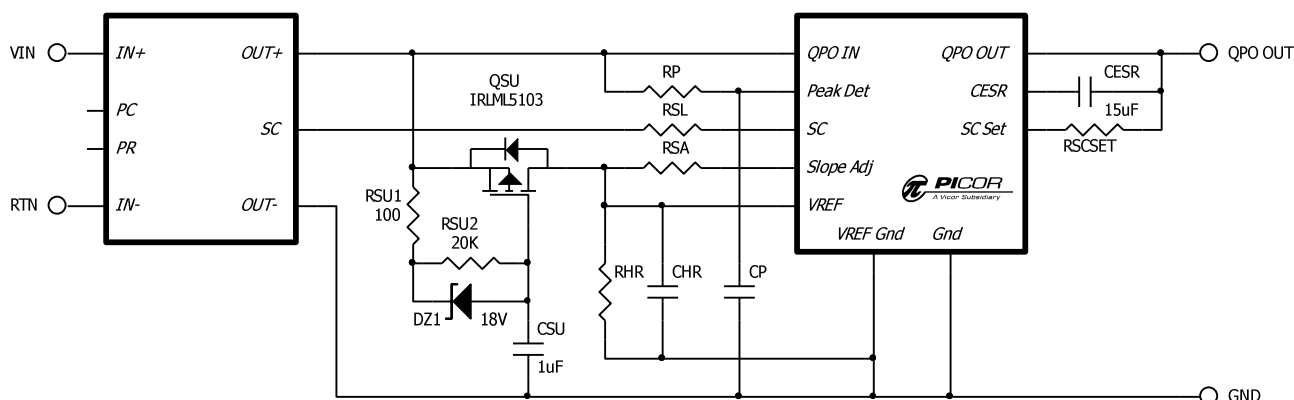 VIN
IN+
OUT+
QPO IN
QPO OUT
QPO OUT
QSU
IRLML5103
RP
CESR
PC
Peak Det
CESR
15uF
SC
RSL
SC
SC Set
PR
RSA
RSCSET
Slope Adj
RSU1
100
PICOR
A Vicor Subsidiary
RTN
IN-
OUT-
VREF
RSU2
20K
VREF Gnd
Gnd
RHR
CHR
CP
DZ1
18V
CSU
1uF
GND